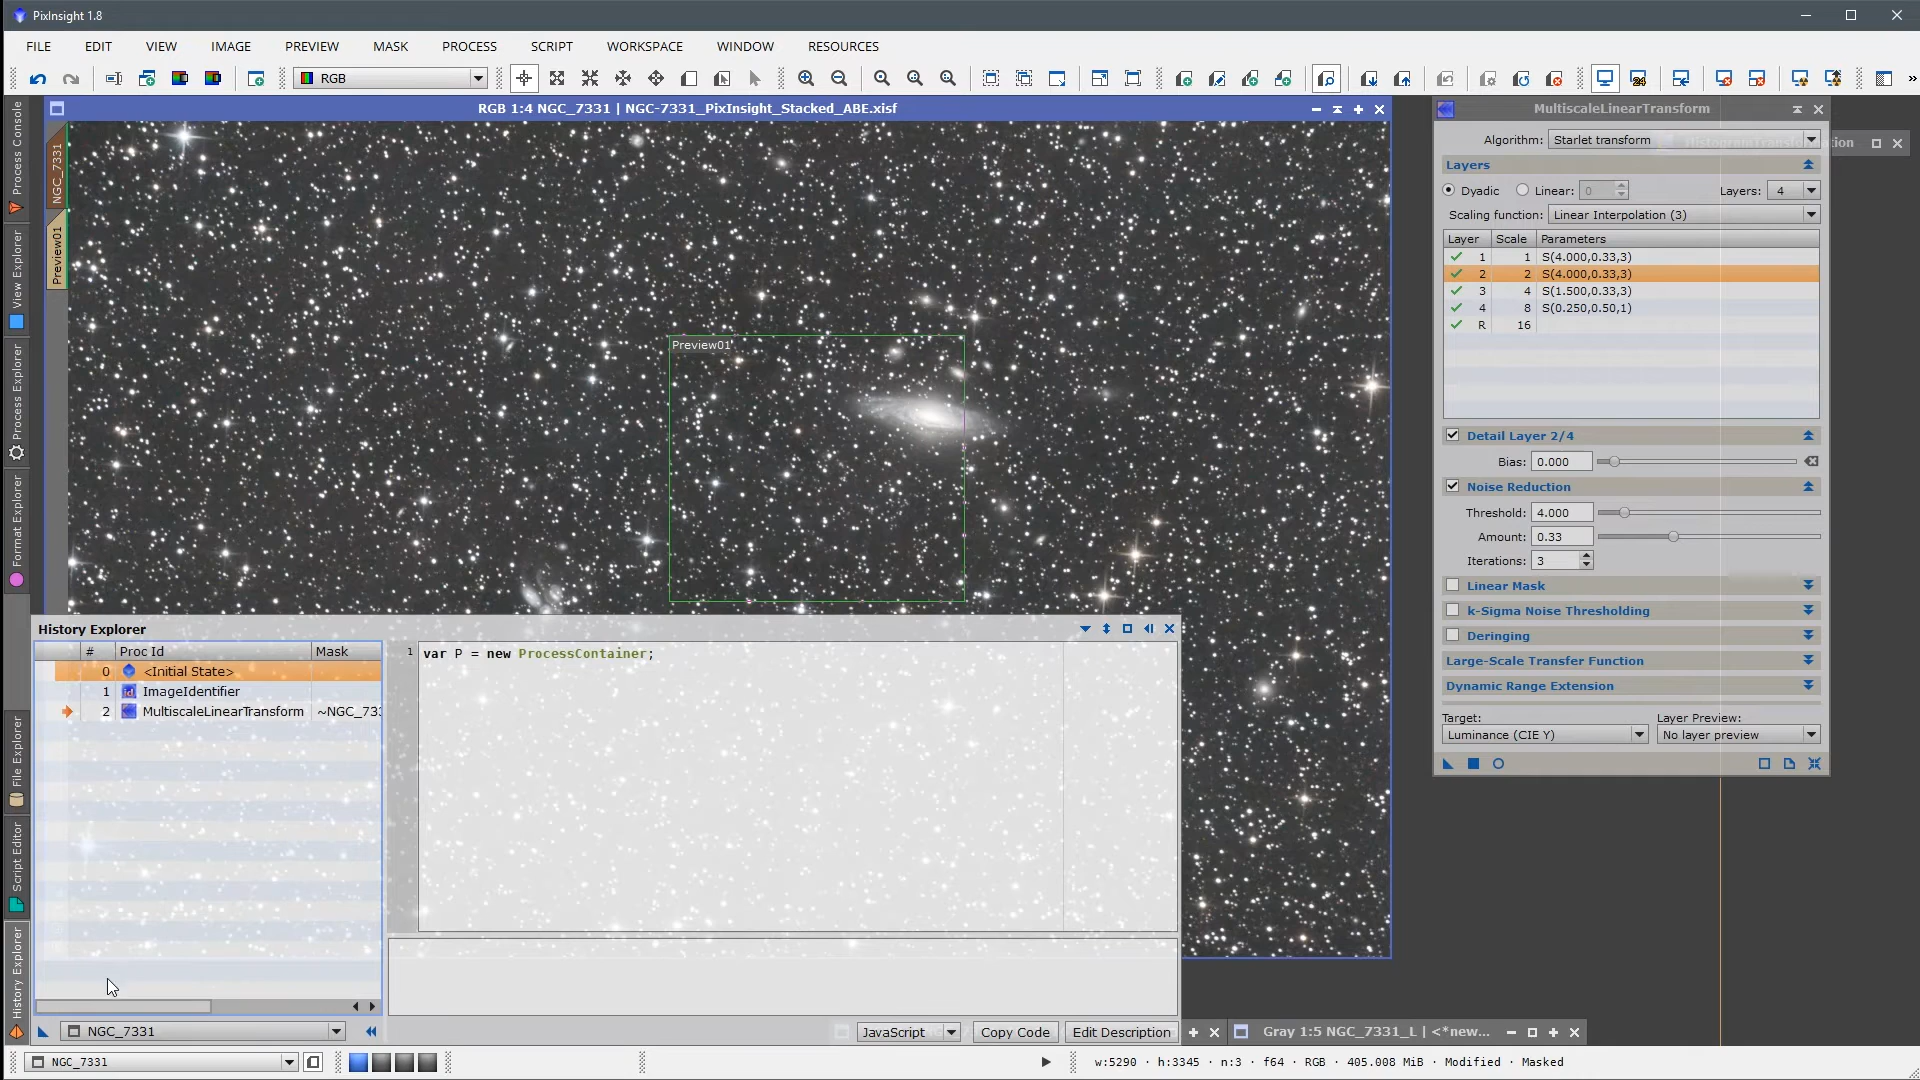 PixInsight 1.8
FILE EDIT VIEW IMAGE PREVIEW MASK PROCESS SCRIPT WORKSPACE WINDOW RESOURCES
RGB
RGB 1:4 NGC_7331 | NGC-7331_PixInsight_Stacked_ABE.xisf
Process Console
View Explorer
Process Explorer
Format Explorer
File Explorer
Script Editor
History Explorer
NGC_7331
Preview01
Preview01
MultiscaleLinearTransform
Algorithm: Starlet transform
Layers
Dyadic Linear: 0 Layers: 4
Scaling function: Linear Interpolation (3)
Layer Scale Parameters
1 1 S(4.000,0.33,3)
2 2 S(4.000,0.33,3)
3 4 S(1.500,0.33,3)
4 8 S(0.250,0.50,1)
R 16
Detail Layer 2/4
Bias: 0.000
Noise Reduction
Threshold: 4.000
Amount: 0.33
Iterations: 3
Linear Mask
k-Sigma Noise Thresholding
Deringing
Large-Scale Transfer Function
Dynamic Range Extension
Target: Layer Preview:
Luminance (CIE Y) No layer preview
History Explorer
# Proc Id Mask
0 <Initial State>
1 ImageIdentifier
2 MultiscaleLinearTransform ~NGC_733
1 var P = new ProcessContainer;
NGC_7331
JavaScript Copy Code Edit Description
Gray 1:5 NGC_7331_L | <*new...
NGC_7331
w:5290 · h:3345 · n:3 · f64 · RGB · 405.008 MiB · Modified · Masked